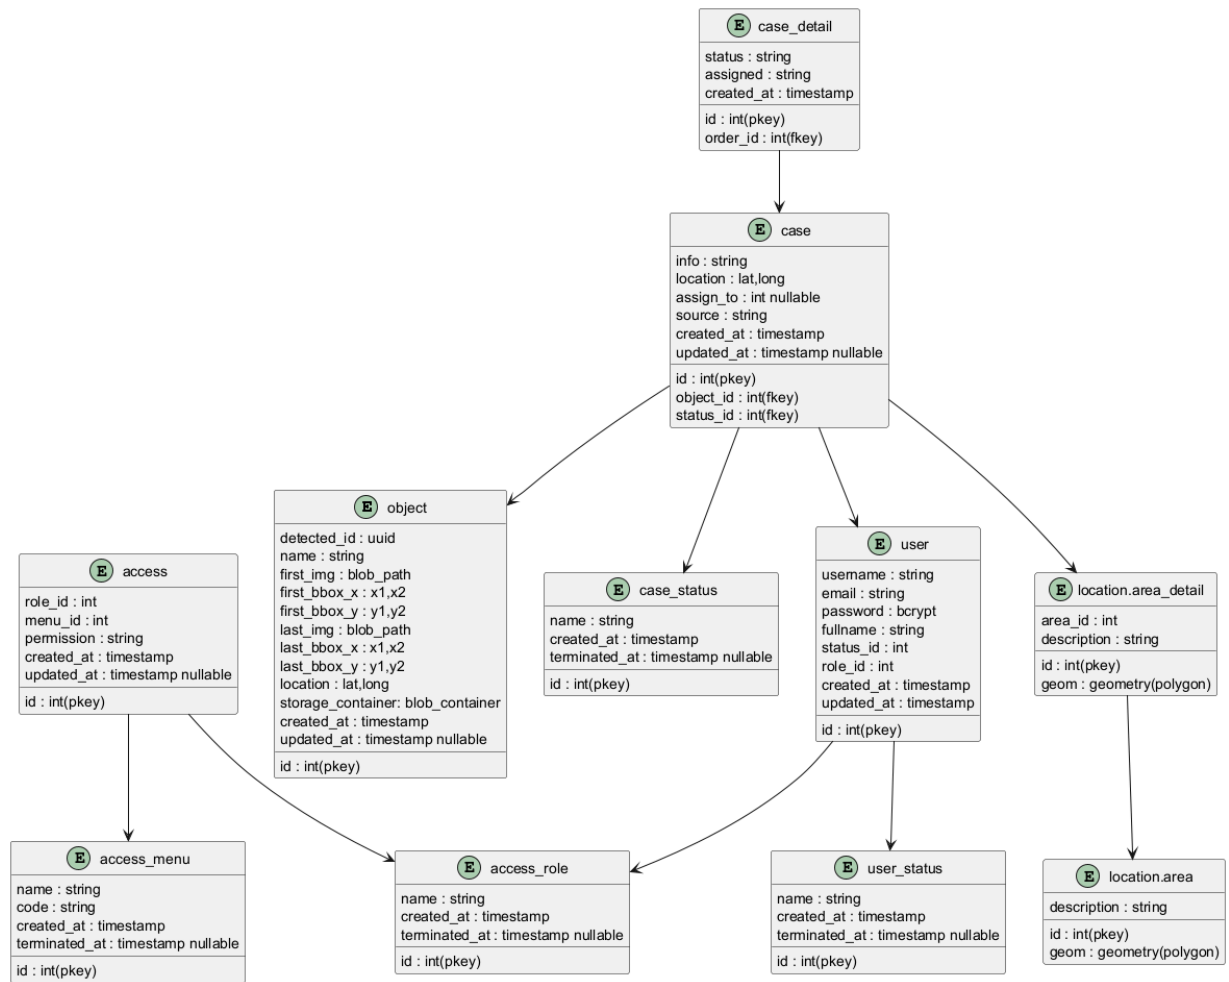 E case_detail
status : string
assigned : string
created_at : timestamp
id : int(pkey)
order_id : int(fkey)
E case
info : string
location : lat,long
assign_to : int nullable
source : string
created_at : timestamp
updated_at : timestamp nullable
id : int(pkey)
object_id : int(fkey)
status_id : int(fkey)
E object
detected_id : uuid
name : string
first_img : blob_path
first_bbox_x : x1,x2
first_bbox_y : y1,y2
last_img : blob_path
last_bbox_x : x1,x2
last_bbox_y : y1,y2
location : lat,long
storage_container: blob_container
created_at : timestamp
updated_at : timestamp nullable
id : int(pkey)
E case_status
name : string
created_at : timestamp
terminated_at : timestamp nullable
id : int(pkey)
E user
username : string
email : string
password : bcrypt
fullname : string
status_id : int
role_id : int
created_at : timestamp
updated_at : timestamp
id : int(pkey)
E location.area_detail
area_id : int
description : string
id : int(pkey)
geom : geometry(polygon)
E access
role_id : int
menu_id : int
permission : string
created_at : timestamp
updated_at : timestamp nullable
id : int(pkey)
E access_menu
name : string
code : string
created_at : timestamp
terminated_at : timestamp nullable
id : int(pkey)
E access_role
name : string
created_at : timestamp
terminated_at : timestamp nullable
id : int(pkey)
E user_status
name : string
created_at : timestamp
terminated_at : timestamp nullable
id : int(pkey)
E location.area
description : string
id : int(pkey)
geom : geometry(polygon)